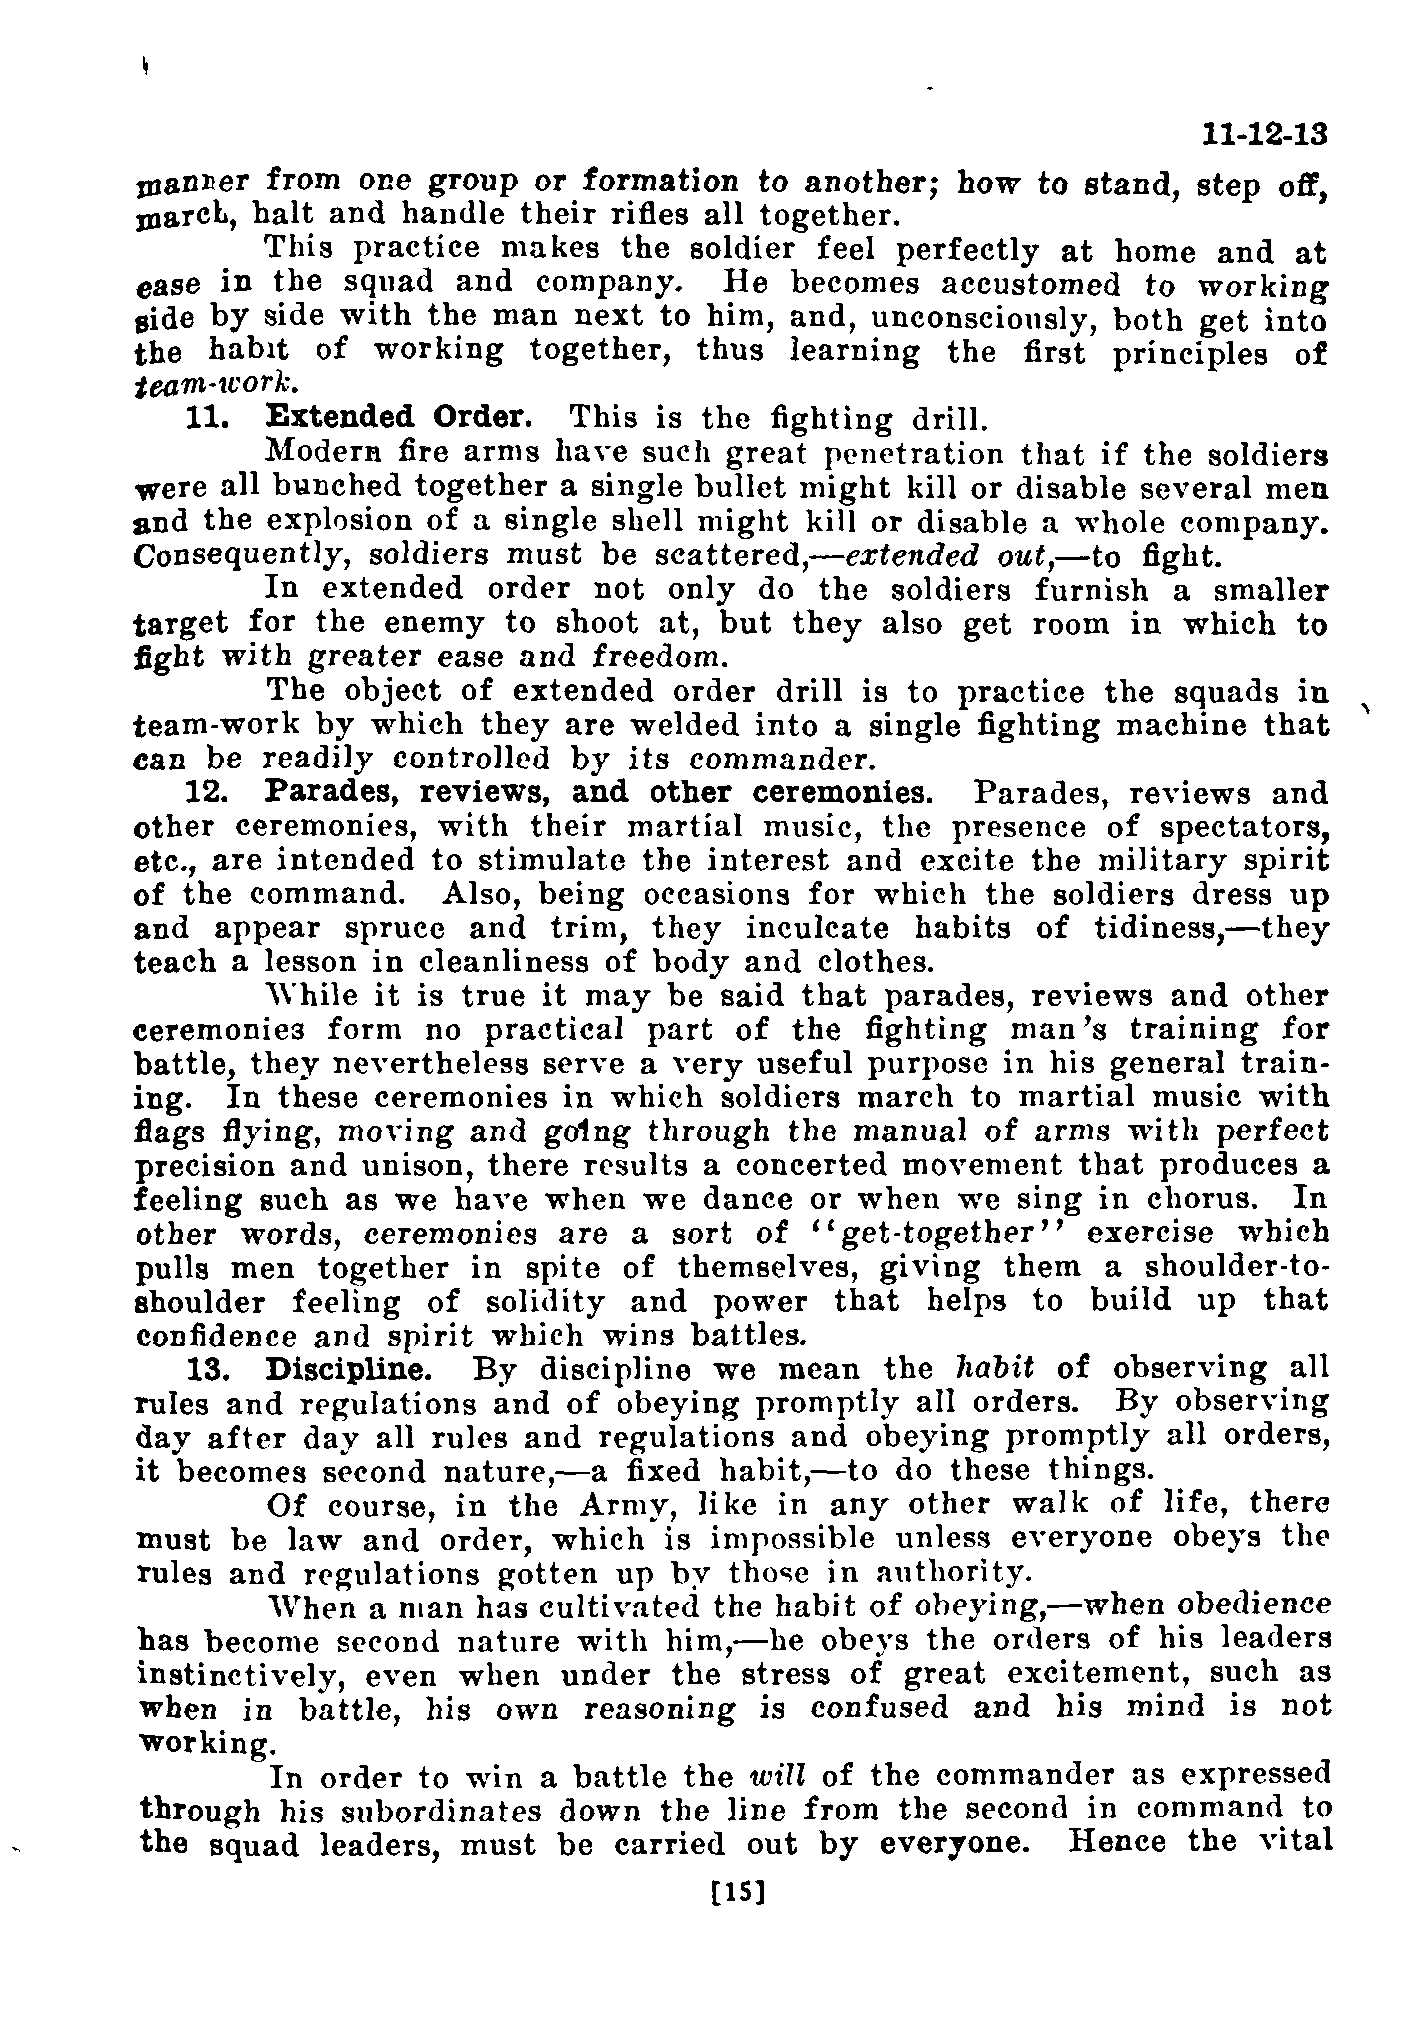 11-12-13
manner from one group or formation to another; how to stand, step off,
march, halt and handle their rifles all together.
This practice makes the soldier feel perfectly at home and at
ease in the squad and company. He becomes accustomed to working
side by side with the man next to him, and, unconsciously, both get into
the habit of working together, thus learning the first principles of
team-work.
11. Extended Order. This is the fighting drill.
Modern fire arms have such great penetration that if the soldiers
were all bunched together a single bullet might kill or disable several men
and the explosion of a single shell might kill or disable a whole company.
Consequently, soldiers must be scattered,—extended out,—to fight.
In extended order not only do the soldiers furnish a smaller
target for the enemy to shoot at, but they also get room in which to
fight with greater ease and freedom.
The object of extended order drill is to practice the squads in
team-work by which they are welded into a single fighting machine that
can be readily controlled by its commander.
12. Parades, reviews, and other ceremonies. Parades, reviews and
other ceremonies, with their martial music, the presence of spectators,
etc., are intended to stimulate the interest and excite the military spirit
of the command. Also, being occasions for which the soldiers dress up
and appear spruce and trim, they inculcate habits of tidiness,—they
teach a lesson in cleanliness of body and clothes.
While it is true it may be said that parades, reviews and other
ceremonies form no practical part of the fighting man's training for
battle, they nevertheless serve a very useful purpose in his general train-
ing. In these ceremonies in which soldiers march to martial music with
flags flying, moving and going through the manual of arms with perfect
precision and unison, there results a concerted movement that produces a
feeling such as we have when we dance or when we sing in chorus. In
other words, ceremonies are a sort of "get-together" exercise which
pulls men together in spite of themselves, giving them a shoulder-to-
shoulder feeling of solidity and power that helps to build up that
confidence and spirit which wins battles.
13. Discipline. By discipline we mean the habit of observing all
rules and regulations and of obeying promptly all orders. By observing
day after day all rules and regulations and obeying promptly all orders,
it becomes second nature,—a fixed habit,—to do these things.
Of course, in the Army, like in any other walk of life, there
must be law and order, which is impossible unless everyone obeys the
rules and regulations gotten up by those in authority.
When a man has cultivated the habit of obeying,—when obedience
has become second nature with him,—he obeys the orders of his leaders
instinctively, even when under the stress of great excitement, such as
when in battle, his own reasoning is confused and his mind is not
working.
In order to win a battle the will of the commander as expressed
through his subordinates down the line from the second in command to
the squad leaders, must be carried out by everyone. Hence the vital
[15]